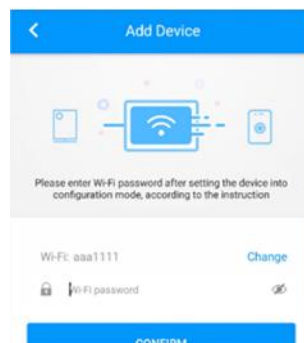 Add Device
Please enter Wi-Fi password after setting the device into
configuration mode, according to the instruction
Wi-Fi: aaa1111 Change
Wi-Fi password
CONFIRM